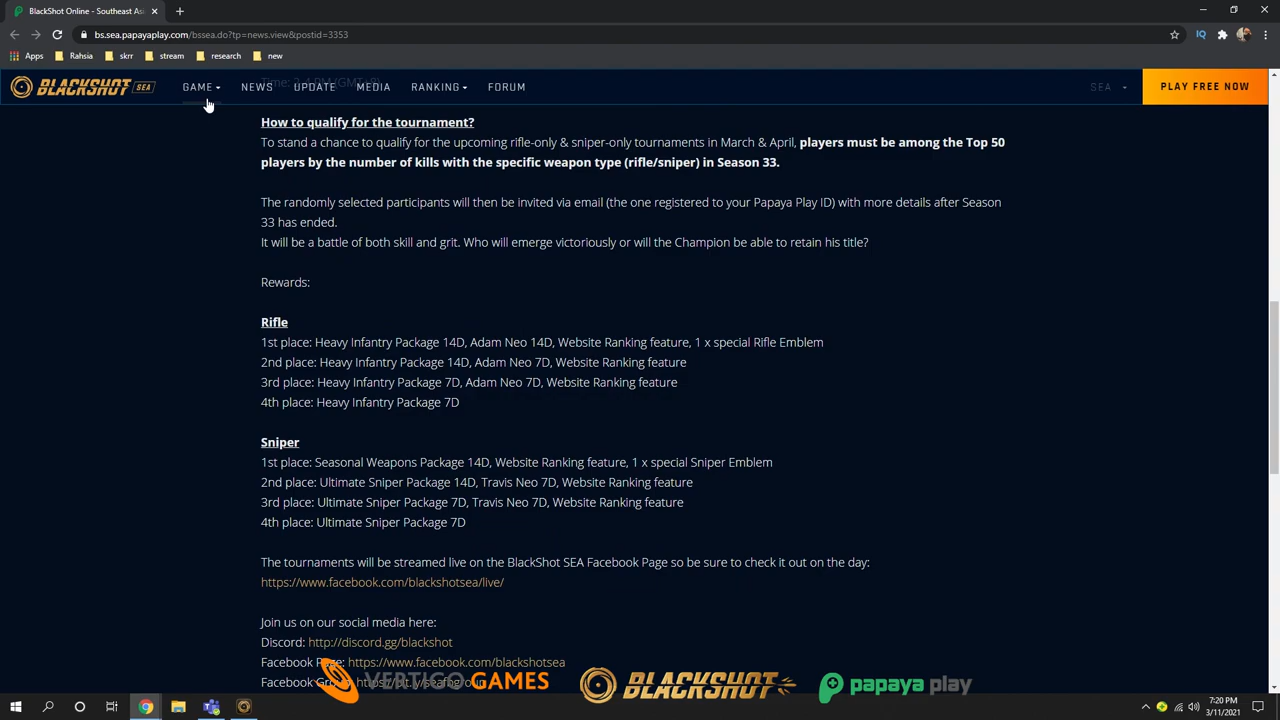 BlackShot Online - Southeast Asi
bs.sea.papayaplay.com/bssea.do?tp=news.view&postid=3353
Apps Rahsia skrr stream research new
BLACKSHOT SEA GAME NEWS UPDATE MEDIA RANKING FORUM SEA PLAY FREE NOW
How to qualify for the tournament?
To stand a chance to qualify for the upcoming rifle-only & sniper-only tournaments in March & April, players must be among the Top 50
players by the number of kills with the specific weapon type (rifle/sniper) in Season 33.
The randomly selected participants will then be invited via email (the one registered to your Papaya Play ID) with more details after Season
33 has ended.
It will be a battle of both skill and grit. Who will emerge victoriously or will the Champion be able to retain his title?
Rewards:
Rifle
1st place: Heavy Infantry Package 14D, Adam Neo 14D, Website Ranking feature, 1 x special Rifle Emblem
2nd place: Heavy Infantry Package 14D, Adam Neo 7D, Website Ranking feature
3rd place: Heavy Infantry Package 7D, Adam Neo 7D, Website Ranking feature
4th place: Heavy Infantry Package 7D
Sniper
1st place: Seasonal Weapons Package 14D, Website Ranking feature, 1 x special Sniper Emblem
2nd place: Ultimate Sniper Package 14D, Travis Neo 7D, Website Ranking feature
3rd place: Ultimate Sniper Package 7D, Travis Neo 7D, Website Ranking feature
4th place: Ultimate Sniper Package 7D
The tournaments will be streamed live on the BlackShot SEA Facebook Page so be sure to check it out on the day:
https://www.facebook.com/blackshotsea/live/
Join us on our social media here:
Discord: http://discord.gg/blackshot
Facebook Page: https://www.facebook.com/blackshotsea
Facebook
VERTIGO GAMES BLACKSHOT papaya play
7:20 PM
3/11/2021